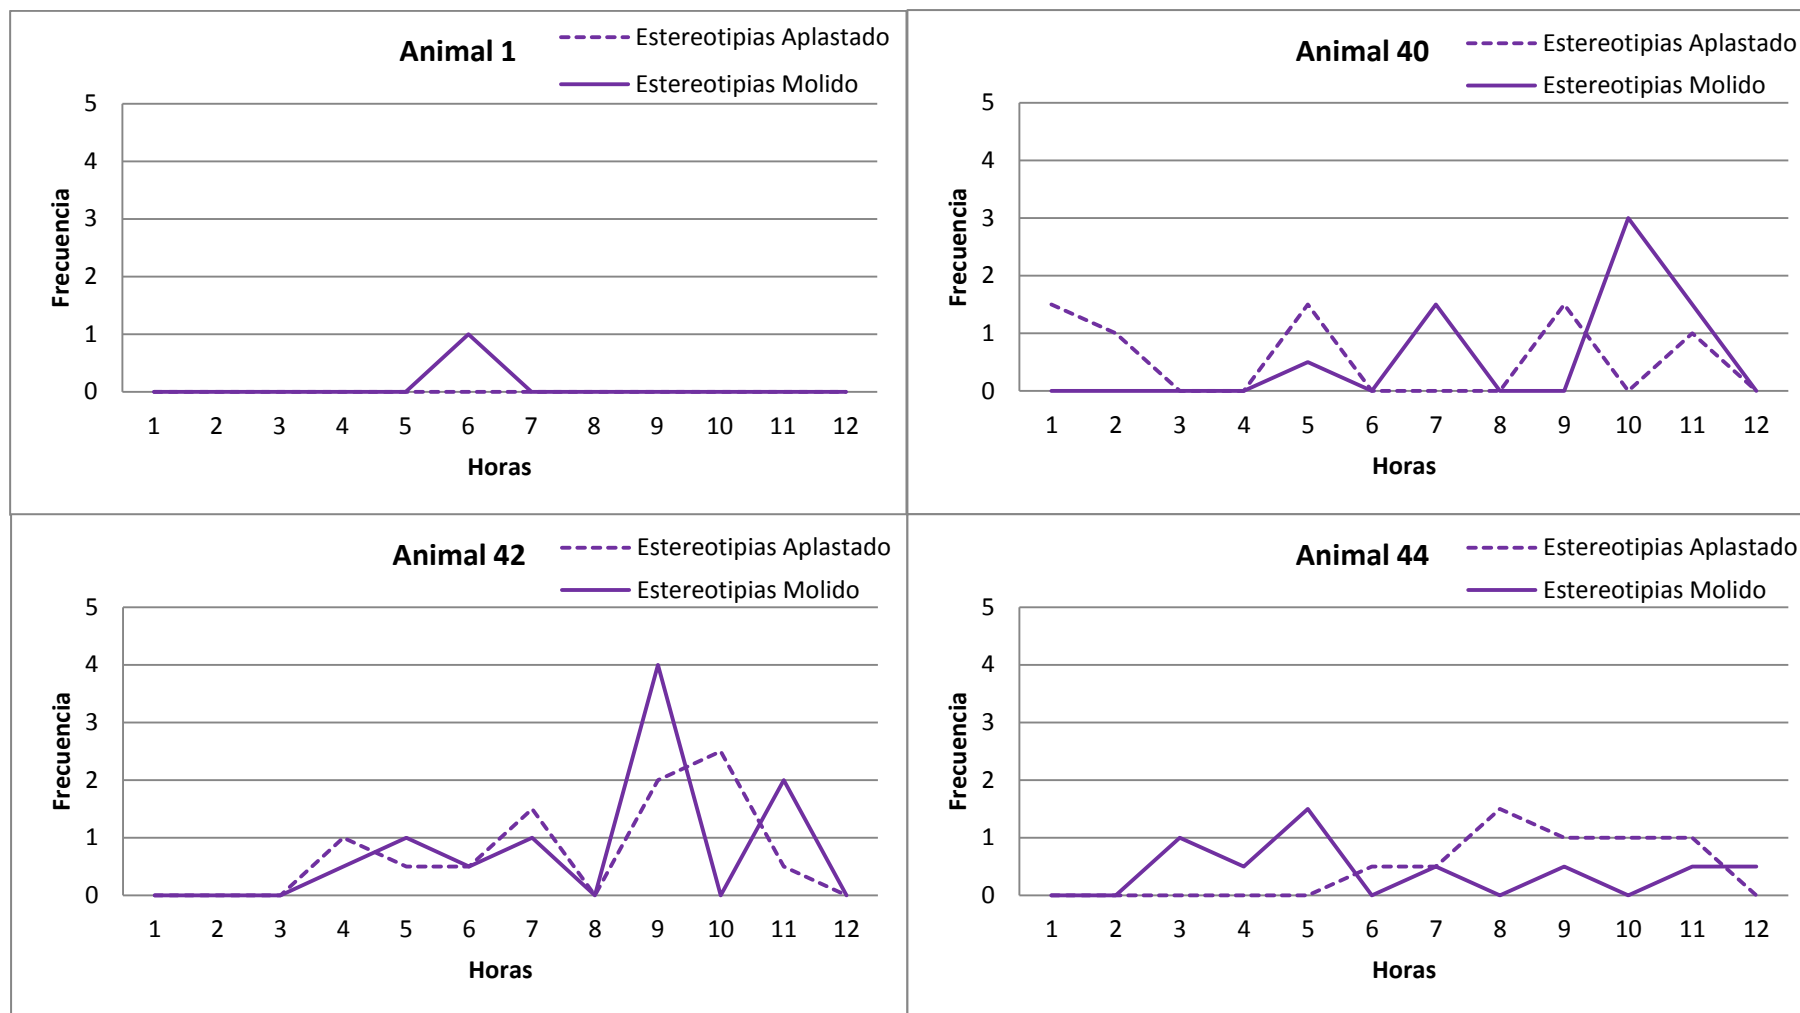 Animal 1
Estereotipias Aplastado
Estereotipias Molido
5
4
3
2
1
0
Frecuencia
1 2 3 4 5 6 7 8 9 10 11 12
Horas
Animal 40
Estereotipias Aplastado
Estereotipias Molido
5
4
3
2
1
0
Frecuencia
1 2 3 4 5 6 7 8 9 10 11 12
Horas
Animal 42
Estereotipias Aplastado
Estereotipias Molido
5
4
3
2
1
0
Frecuencia
1 2 3 4 5 6 7 8 9 10 11 12
Horas
Animal 44
Estereotipias Aplastado
Estereotipias Molido
5
4
3
2
1
0
Frecuencia
1 2 3 4 5 6 7 8 9 10 11 12
Horas